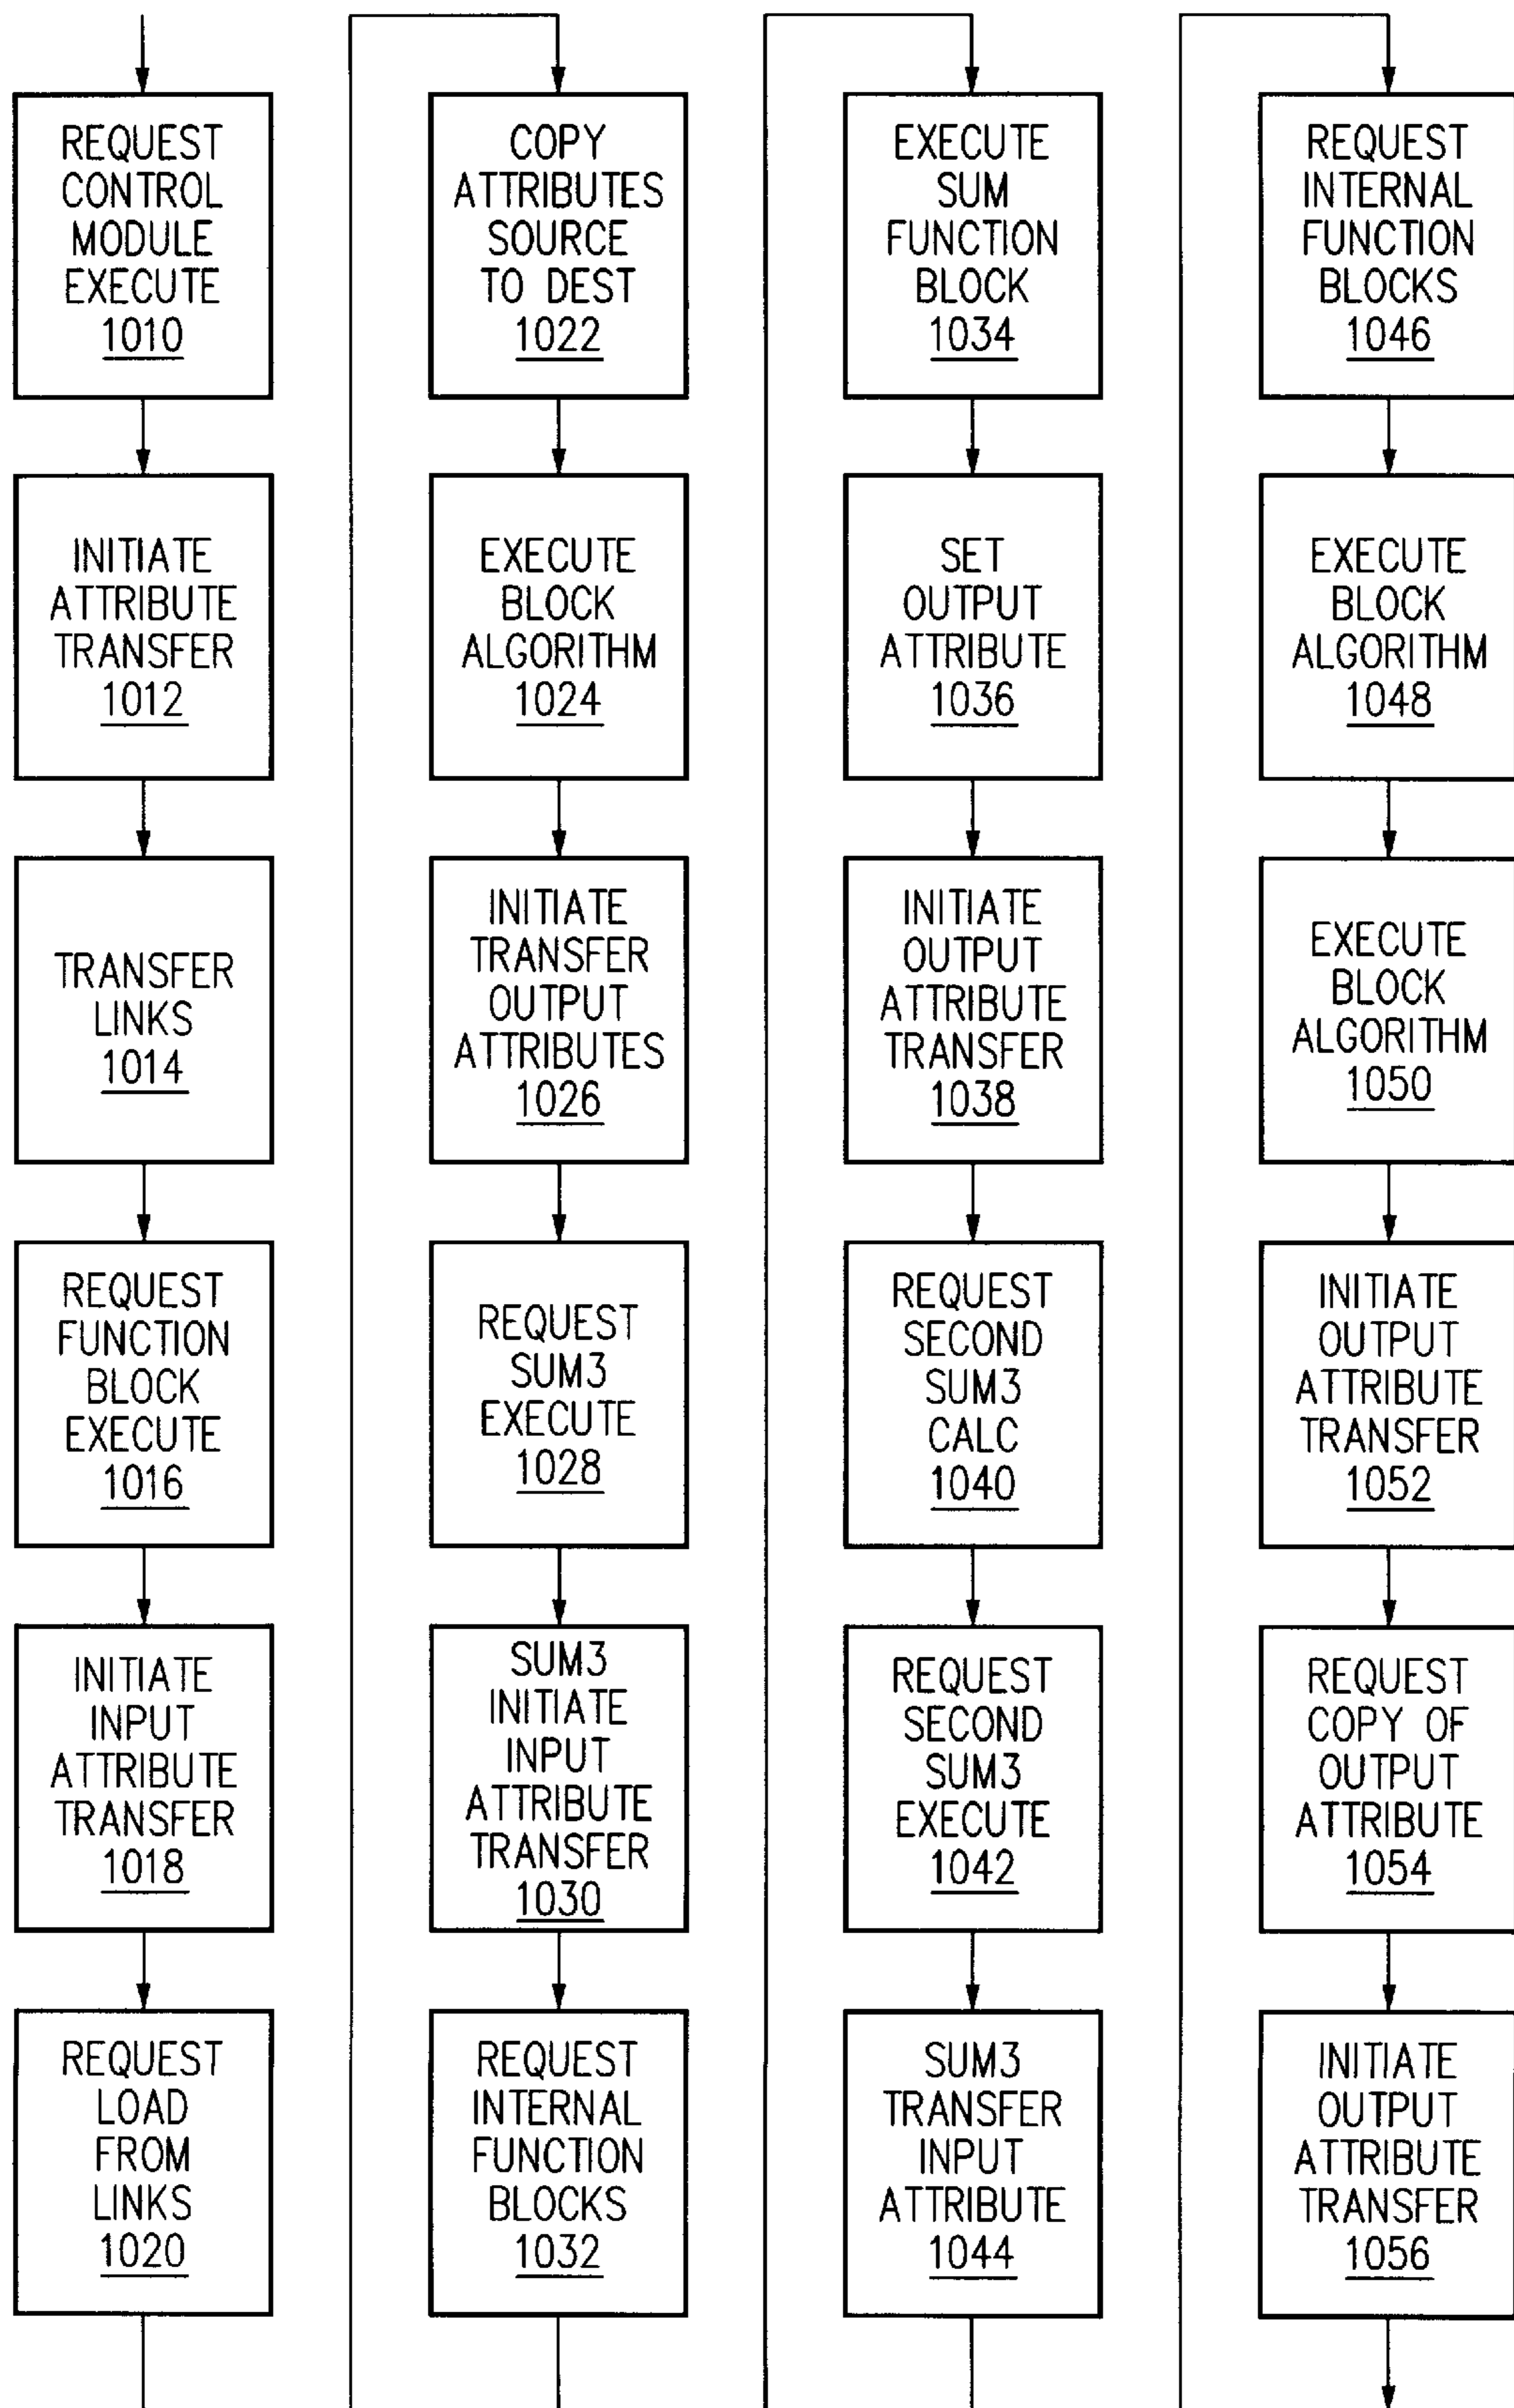 REQUEST
CONTROL
MODULE
EXECUTE
1010
INITIATE
ATTRIBUTE
TRANSFER
1012
TRANSFER
LINKS
1014
REQUEST
FUNCTION
BLOCK
EXECUTE
1016
INITIATE
INPUT
ATTRIBUTE
TRANSFER
1018
REQUEST
LOAD
FROM
LINKS
1020
COPY
ATTRIBUTES
SOURCE
TO DEST
1022
EXECUTE
BLOCK
ALGORITHM
1024
INITIATE
TRANSFER
OUTPUT
ATTRIBUTES
1026
REQUEST
SUM3
EXECUTE
1028
SUM3
INITIATE
INPUT
ATTRIBUTE
TRANSFER
1030
REQUEST
INTERNAL
FUNCTION
BLOCKS
1032
EXECUTE
SUM
FUNCTION
BLOCK
1034
SET
OUTPUT
ATTRIBUTE
1036
INITIATE
OUTPUT
ATTRIBUTE
TRANSFER
1038
REQUEST
SECOND
SUM3
CALC
1040
REQUEST
SECOND
SUM3
EXECUTE
1042
SUM3
TRANSFER
INPUT
ATTRIBUTE
1044
REQUEST
INTERNAL
FUNCTION
BLOCKS
1046
EXECUTE
BLOCK
ALGORITHM
1048
EXECUTE
BLOCK
ALGORITHM
1050
INITIATE
OUTPUT
ATTRIBUTE
TRANSFER
1052
REQUEST
COPY OF
OUTPUT
ATTRIBUTE
1054
INITIATE
OUTPUT
ATTRIBUTE
TRANSFER
1056